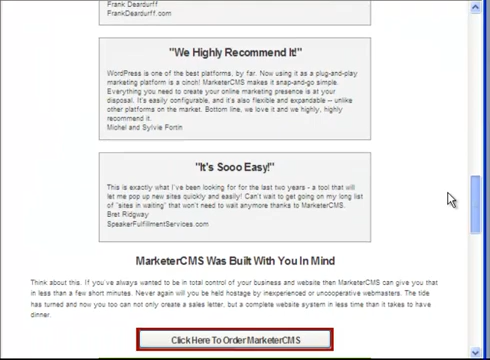 Frank Deardurff
FrankDeardurff.com
"We Highly Recommend It!"
WordPress is one of the best platforms, by far. Now using it as a plug-and-play
marketing platform is a cinch! MarketerCMS makes it snap-and-go simple.
Everything you need to create your online marketing presence is at your
disposal. It's easily configurable, and it's also flexible and expandable -- unlike
other platforms on the market. Bottom line, we love it and we highly, highly
recommend it.
Michel and Sylvie Fortin
"It's Sooo Easy!"
This is exactly what I've been looking for for the last two years - a tool that will
let me pop up new sites quickly and easily! Can't wait to get going on my long list
of "sites in waiting" that won't need to wait anymore thanks to MarketerCMS.
Bret Ridgway
SpeakerFulfillmentServices.com
MarketerCMS Was Built With You In Mind
Think about this. If you've always wanted to be in total control of your business and website then MarketerCMS can give you that
in less than a few short minutes. Never again will you be held hostage by inexperienced or uncooperative webmasters. The tide
has turned and now you too can not only create a sales letter, but a complete website system in less time than it takes to have
dinner.
Click Here To Order MarketerCMS